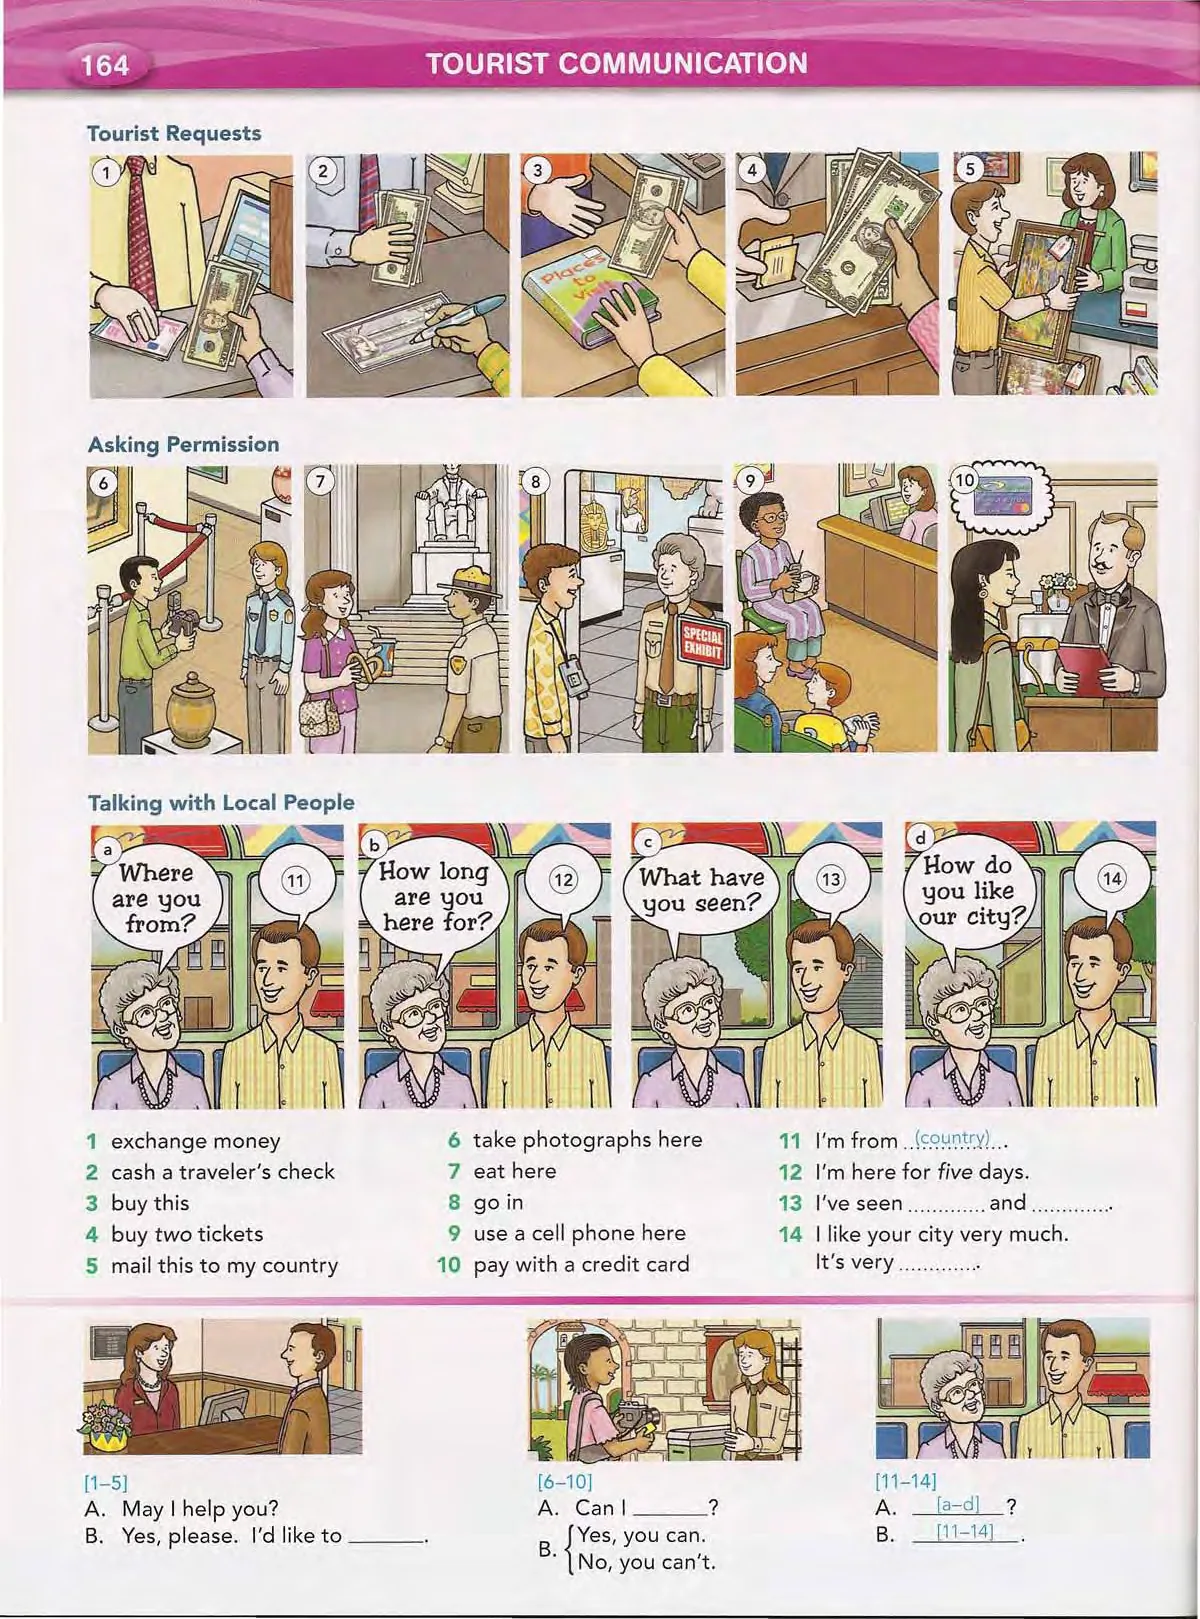 164
TOURIST COMMUNICATION
Tourist Requests
1
2
3
4
5
Places
to
Visit
Asking Permission
6
7
8
9
10
SPECIAL
EXHIBIT
Talking with Local People
a
Where
are you
from?
11
b
How long
are you
here for?
12
c
What have
you seen?
13
d
How do
you like
our city?
14
1 exchange money
2 cash a traveler's check
3 buy this
4 buy two tickets
5 mail this to my country
6 take photographs here
7 eat here
8 go in
9 use a cell phone here
10 pay with a credit card
11 I'm from ..(country)...
12 I'm here for five days.
13 I've seen ............. and .............
14 I like your city very much.
It's very .............
[1–5]
A. May I help you?
B. Yes, please. I'd like to ________.
[6–10]
A. Can I ________?
B. {Yes, you can.
No, you can't.
[11–14]
A. [a–d] ?
B. [11–14] .